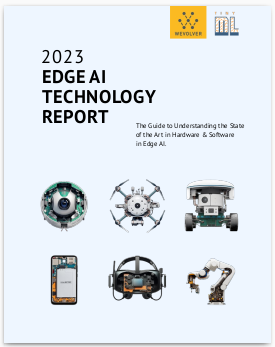 WEVOLVER
TINY
ML
2023
EDGE AI
TECHNOLOGY
REPORT
The Guide to Understanding the State
of the Art in Hardware & Software
in Edge AI.